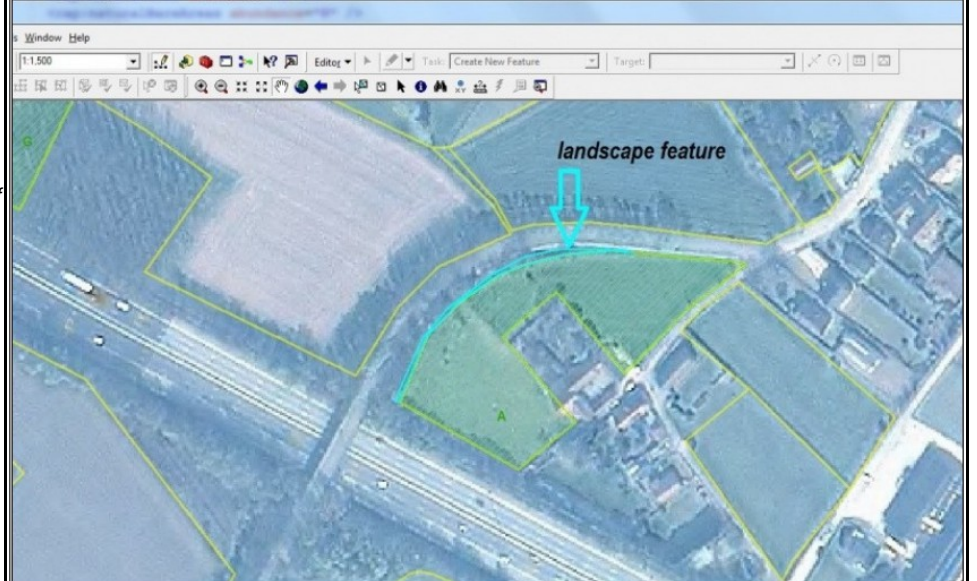 s Window Help
1:1,500 Editor Task: Create New Feature Target:
landscape feature
G
A